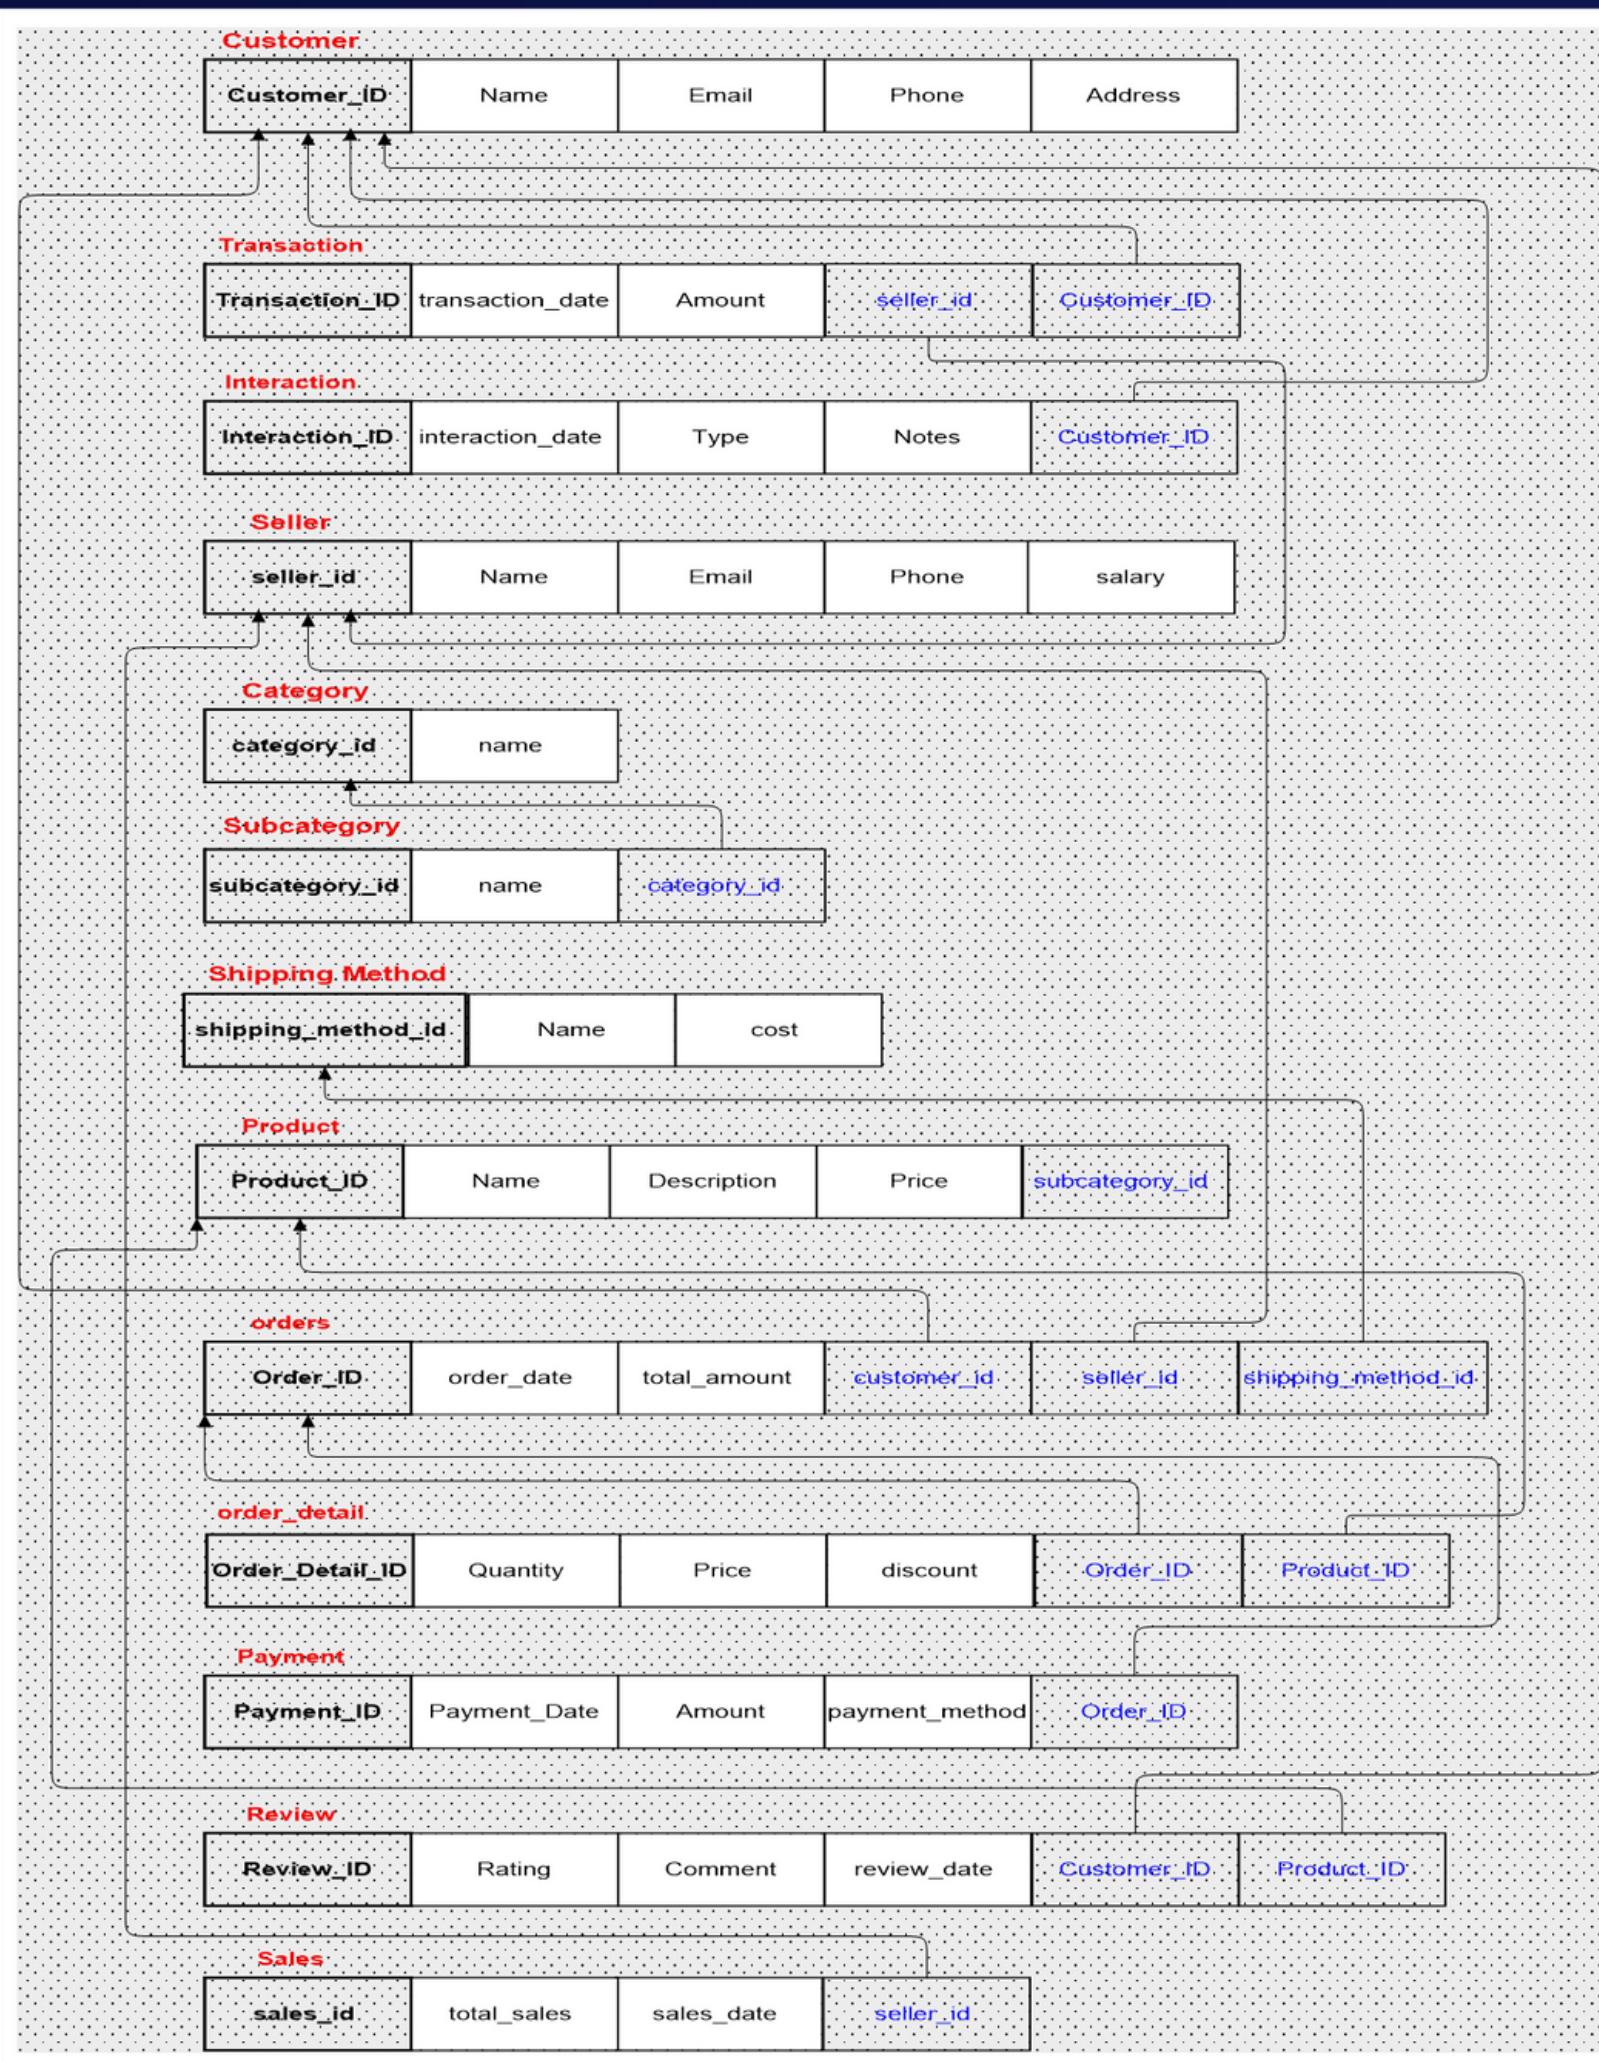 Customer
Customer_ID Name Email Phone Address
Transaction
Transaction_ID transaction_date Amount seller_id Customer_ID
Interaction
Interaction_ID interaction_date Type Notes Customer_ID
Seller
seller_id Name Email Phone salary
Category
category_id name
Subcategory
subcategory_id name category_id
Shipping Method
shipping_method_id Name cost
Product
Product_ID Name Description Price subcategory_id
orders
Order_ID order_date total_amount customer_id seller_id shipping_method_id
order_detail
Order_Detail_ID Quantity Price discount Order_ID Product_ID
Payment
Payment_ID Payment_Date Amount payment_method Order_ID
Review
Review_ID Rating Comment review_date Customer_ID Product_ID
Sales
sales_id total_sales sales_date seller_id